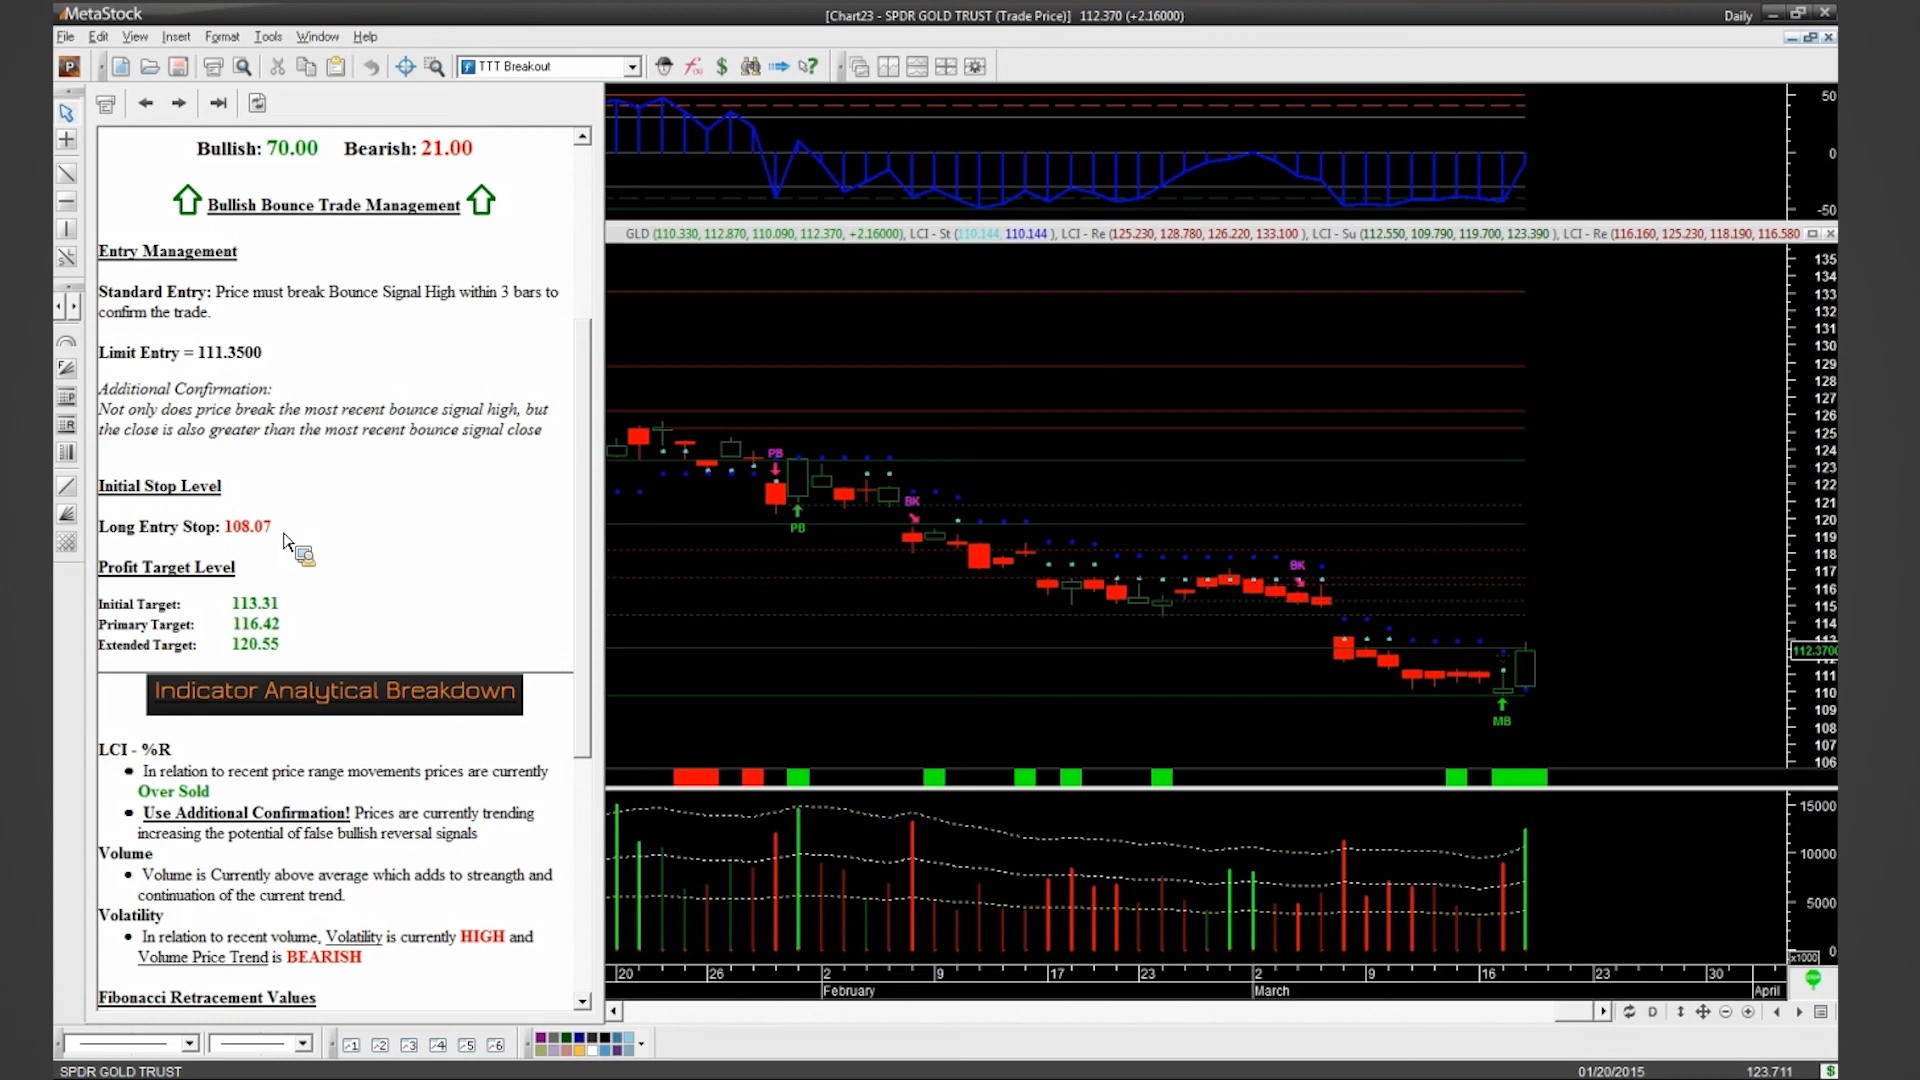 MetaStock
[Chart23 - SPDR GOLD TRUST (Trade Price)] 112.370 (+2.16000)
Daily
File Edit View Insert Format Tools Window Help
TTT Breakout
Bullish: 70.00 Bearish: 21.00
Bullish Bounce Trade Management
Entry Management
Standard Entry: Price must break Bounce Signal High within 3 bars to
confirm the trade.
Limit Entry = 111.3500
Additional Confirmation:
Not only does price break the most recent bounce signal high, but
the close is also greater than the most recent bounce signal close
Initial Stop Level
Long Entry Stop: 108.07
Profit Target Level
Initial Target: 113.31
Primary Target: 116.42
Extended Target: 120.55
Indicator Analytical Breakdown
LCI - %R
In relation to recent price range movements prices are currently
Over Sold
Use Additional Confirmation! Prices are currently trending
increasing the potential of false bullish reversal signals
Volume
Volume is Currently above average which adds to streangth and
continuation of the current trend.
Volatility
In relation to recent volume, Volatility is currently HIGH and
Volume Price Trend is BEARISH
Fibonacci Retracement Values
50
0
-50
GLD (110.330, 112.870, 110.090, 112.370, +2.16000), LCI - St (110.144, 110.144 ), LCI - Re (125.230, 128.780, 126.220, 133.100 ), LCI - Su (112.550, 109.790, 119.700, 123.390 ), LCI - Re (116.160, 125.230, 118.190, 116.580
135
134
133
132
131
130
129
128
127
126
125
124
123
122
121
120
119
118
117
116
115
114
112.370
110
109
108
107
106
PB
PB
BK
BK
MB
15000
10000
5000
0
x1000
20 26 2 9 17 23 2 9 16 23 30
February March April
D
1 2 3 4 5 6
SPDR GOLD TRUST
01/20/2015 123.711